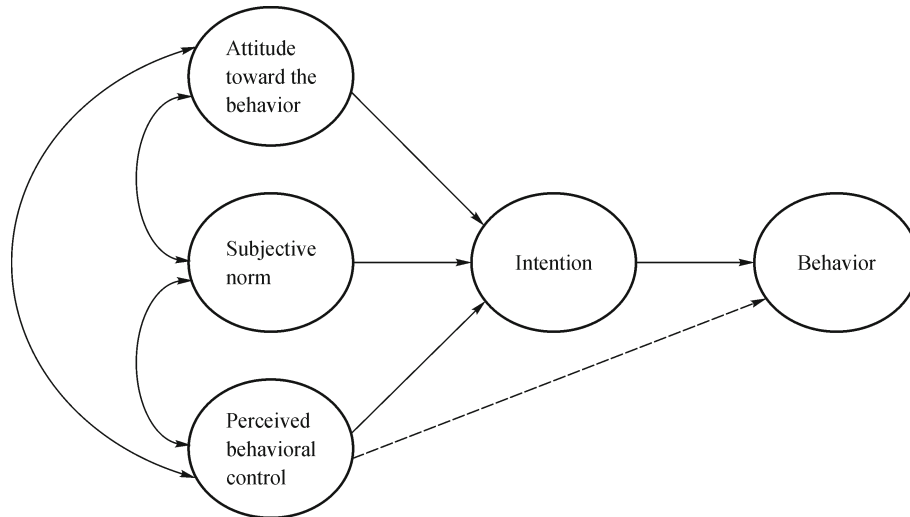 Attitude
toward the
behavior
Subjective
norm
Intention
Behavior
Perceived
behavioral
control